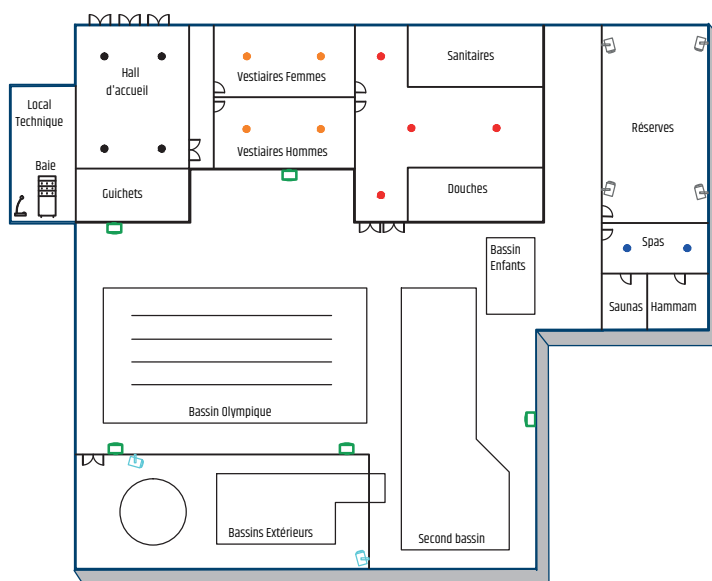 Hall
d'accueil
Vestiaires Femmes
Sanitaires
Local
Technique
Réserves
Vestiaires Hommes
Baie
Guichets
Douches
Bassin
Enfants
Spas
Saunas
Hammam
Bassin Olympique
Bassins Extérieurs
Second bassin